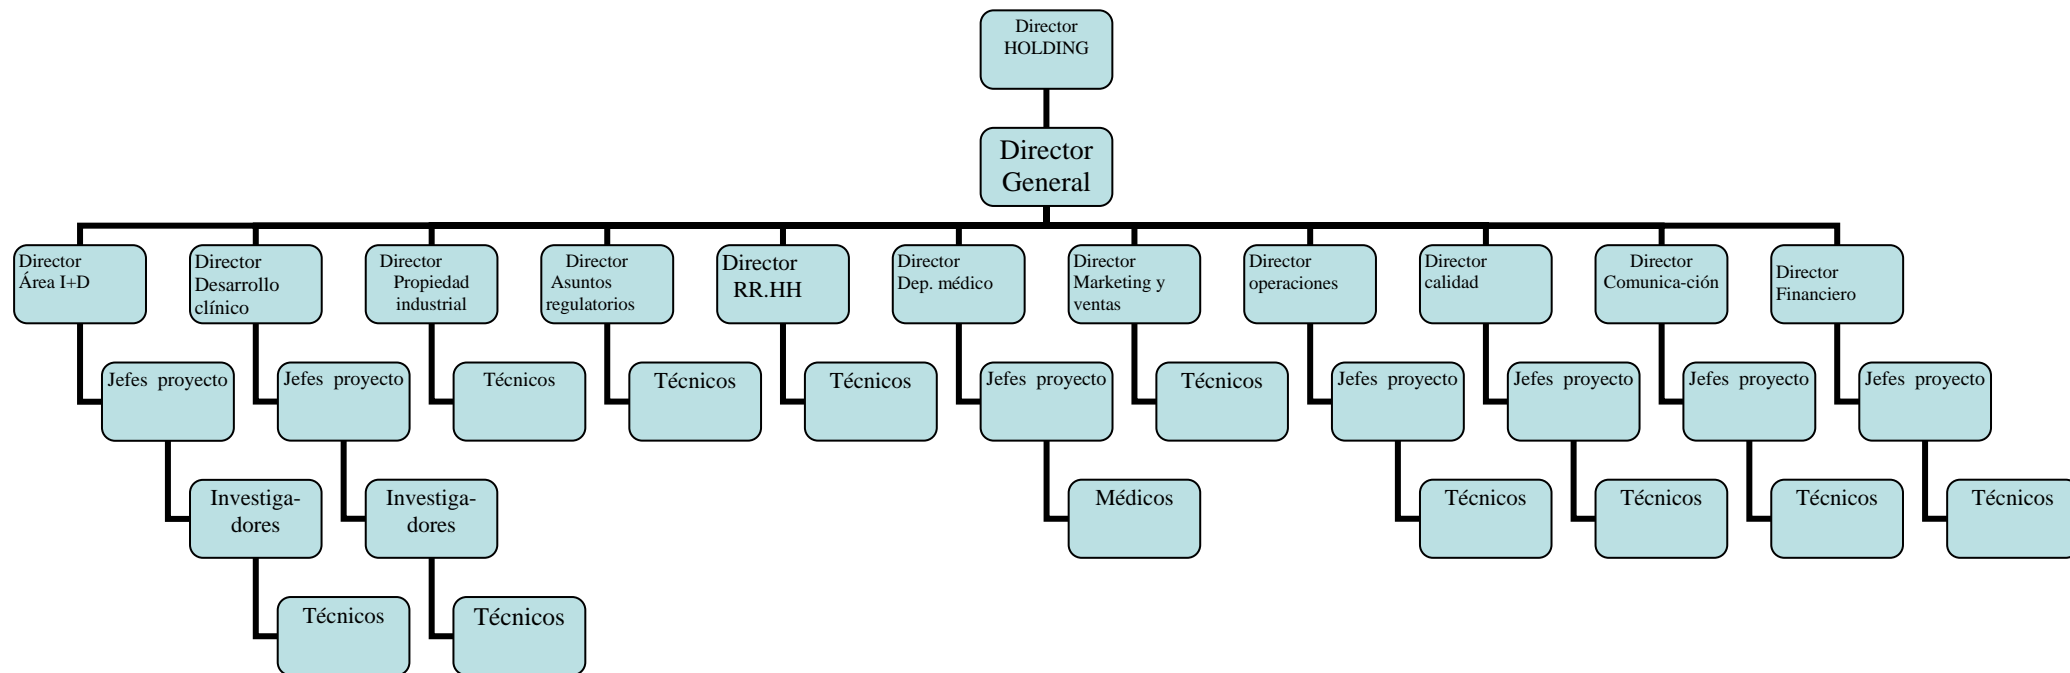 Director
HOLDING
Director
General
Director
Área I+D
Director
Desarrollo
clínico
Director
Propiedad
industrial
Director
Asuntos
regulatorios
Director
RR.HH
Director
Dep. médico
Director
Marketing y
ventas
Director
operaciones
Director
calidad
Director
Comunica-ción
Director
Financiero
Jefes proyecto
Jefes proyecto
Técnicos
Técnicos
Técnicos
Jefes proyecto
Técnicos
Jefes proyecto
Jefes proyecto
Jefes proyecto
Jefes proyecto
Investiga-
dores
Investiga-
dores
Médicos
Técnicos
Técnicos
Técnicos
Técnicos
Técnicos
Técnicos